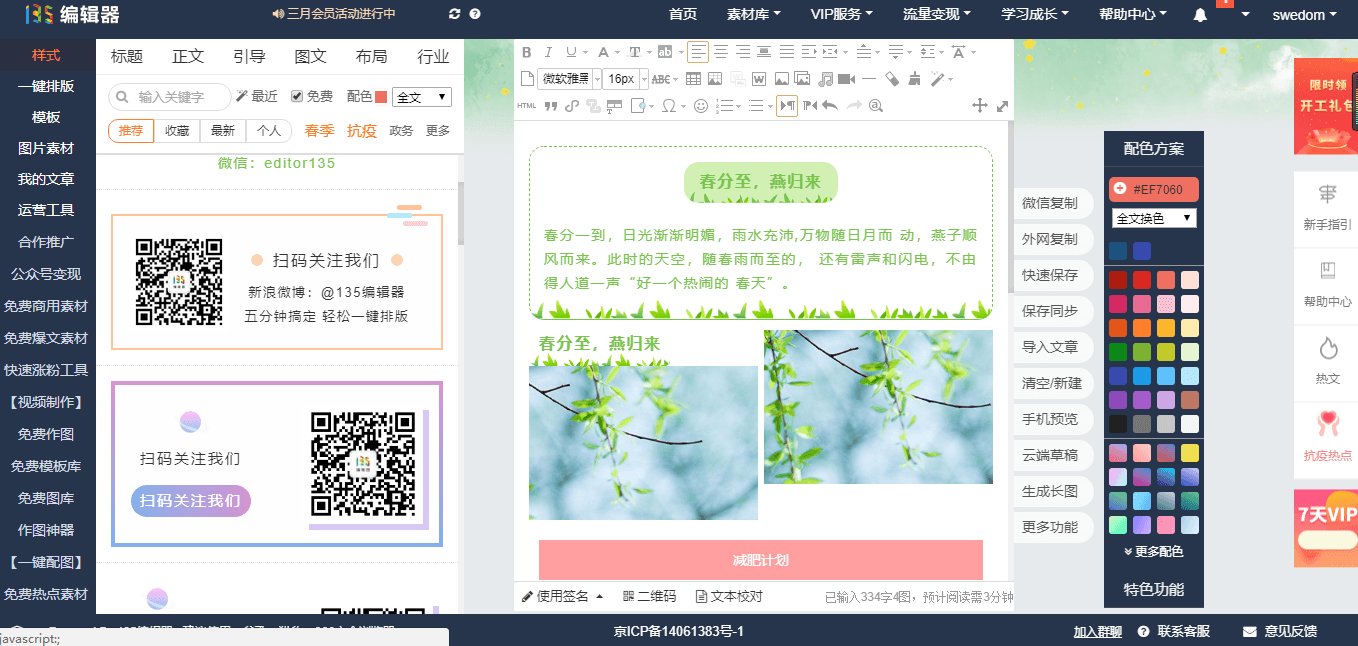 135 编辑器
三月会员活动进行中
首页 素材库 VIP服务 流量变现 学习成长 帮助中心 swedom
样式
一键排版
模板
图片素材
我的文章
运营工具
合作推广
公众号变现
免费商用素材
免费爆文素材
快速涨粉工具
【视频制作】
免费作图
免费模板库
免费图库
作图神器
【一键配图】
免费热点素材
标题 正文 引导 图文 布局 行业
输入关键字 最近 免费 配色 全文
推荐 收藏 最新 个人 春季 抗疫 政务 更多
微信：editor135
扫码关注我们
新浪微博：@135编辑器
五分钟搞定 轻松一键排版
135
扫码关注我们
扫码关注我们
135
B I U A T ab
微软雅黑 16px ABC W
HTML
春分至，燕归来
春分一到，日光渐渐明媚，雨水充沛,万物随日月而 动，燕子顺
风而来。此时的天空，随春雨而至的， 还有雷声和闪电，不由
得人道一声“好一个热闹的 春天”。
春分至，燕归来
减肥计划
使用签名 二维码 文本校对 已输入334字4图，预计阅读需3分钟
微信复制
外网复制
快速保存
保存同步
导入文章
清空/新建
手机预览
云端草稿
生成长图
更多功能
配色方案
#EF7060
全文换色
更多配色
特色功能
限时领
开工礼包
新手指引
帮助中心
热文
抗疫热点
7天VIP
京ICP备14061383号-1
加入群聊 联系客服 意见反馈
javascript:;